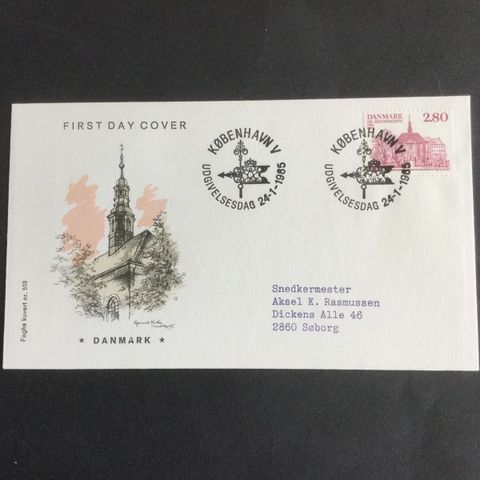 FIRST DAY COVER
KØBENHAVN V
UDGIVELSESDAG 24-1-1985
KØBENHAVN V
UDGIVELSESDAG 24-1-1985
DANMARK 2.80
Snedkermester
Aksel K. Rasmussen
Dickens Alle 46
2860 Søborg
Foghs kuvert nr. 519
★ DANMARK ★